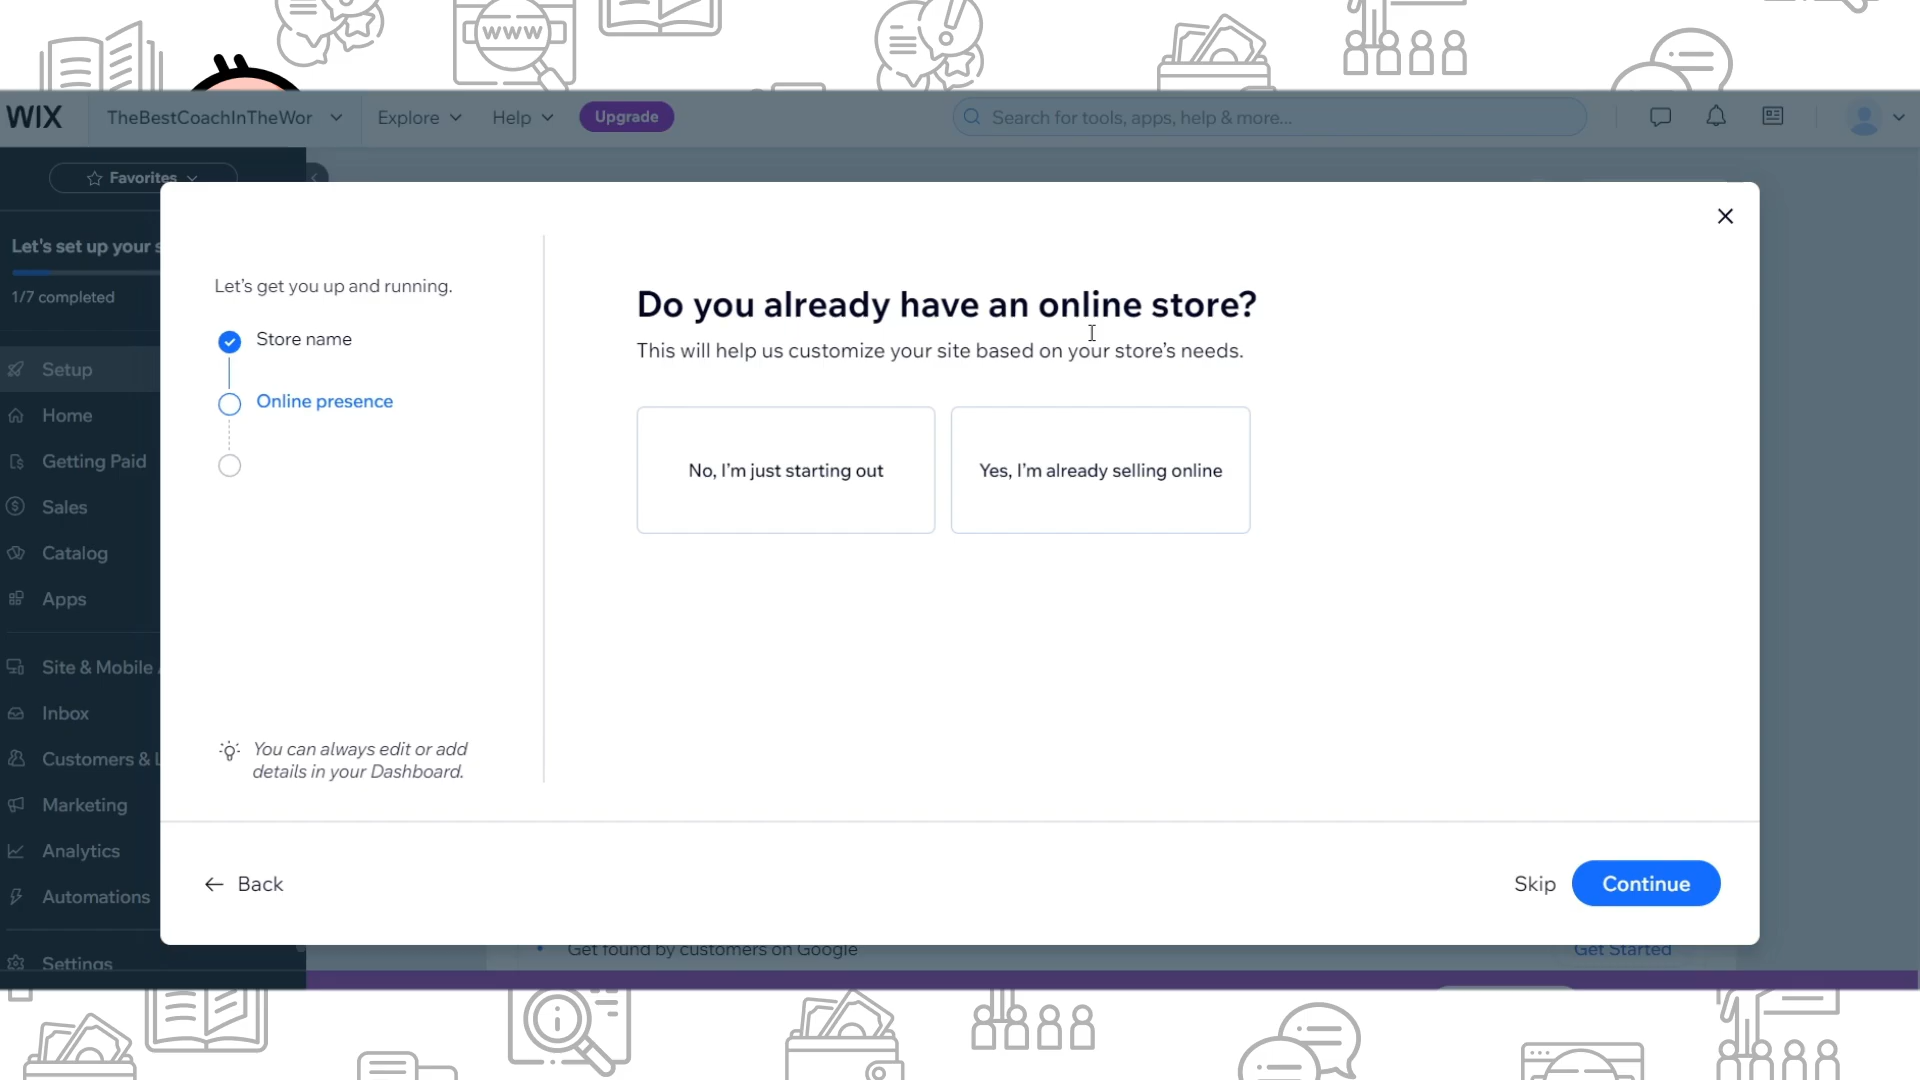 WWW
WIX
TheBestCoachInTheWor
Explore
Help
Upgrade
Search for tools, apps, help & more...
Favorites
Let's set up your s
1/7 completed
Setup
Home
Getting Paid
Sales
Catalog
Apps
Site & Mobile
Inbox
Customers & L
Marketing
Analytics
Automations
Settings
Let's get you up and running.
Store name
Online presence
You can always edit or add
details in your Dashboard.
Do you already have an online store?
This will help us customize your site based on your store's needs.
No, I'm just starting out
Yes, I'm already selling online
Back
Skip
Continue
Get found by customers on Google
Get Started